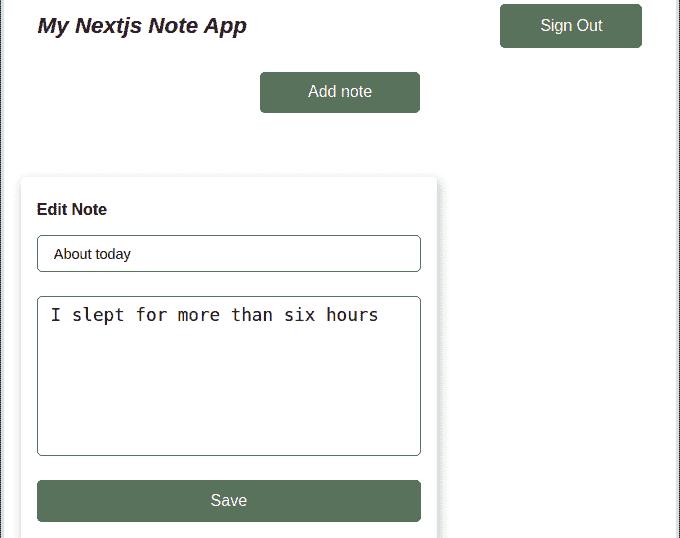 My Nextjs Note App
Sign Out
Add note
Edit Note
About today
I slept for more than six hours
Save